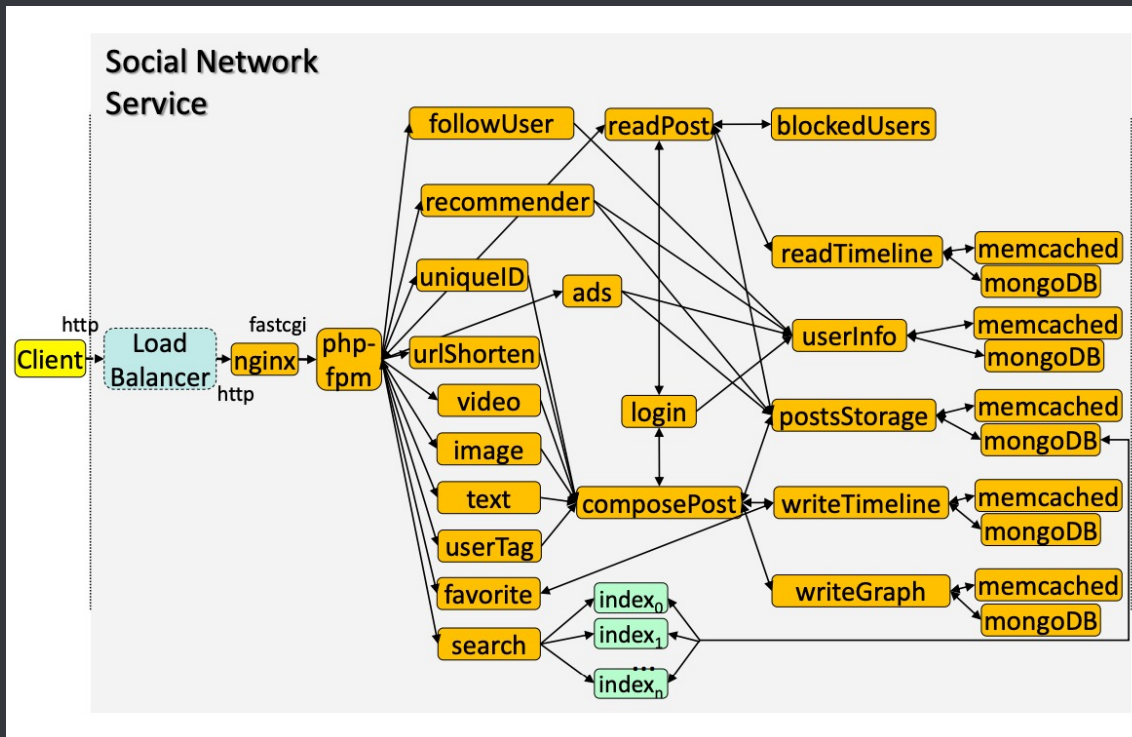 Social Network
Service
followUser
readPost
blockedUsers
recommender
readTimeline
memcached
mongoDB
uniqueID
ads
http
fastcgi
Client
Load
Balancer
nginx
http
php-
fpm
urlShorten
userInfo
memcached
mongoDB
video
login
postsStorage
memcached
mongoDB
image
text
composePost
writeTimeline
memcached
mongoDB
userTag
favorite
index0
writeGraph
memcached
mongoDB
search
index1
...
indexn